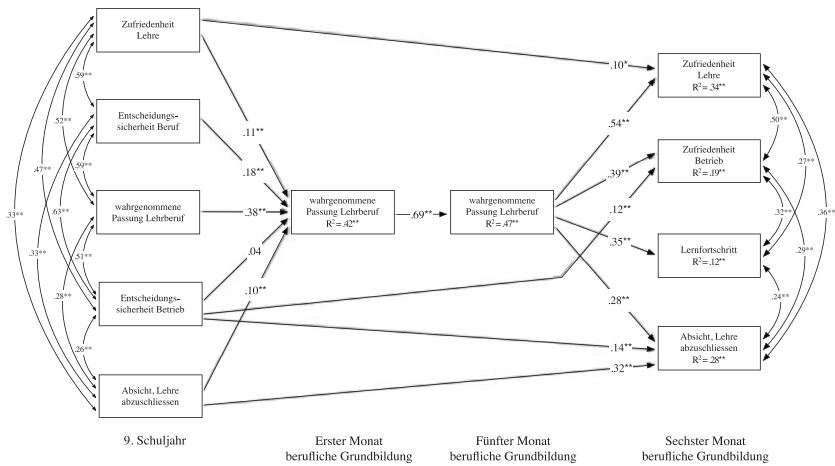 Zufriedenheit
Lehre
Entscheidungs-
sicherheit Beruf
wahrgenommene
Passung Lehrberuf
Entscheidungs-
sicherheit Betrieb
Absicht, Lehre
abzuschliessen
.59**
.52**
.47**
.59**
.33**
.63**
.33**
.51**
.28**
.26**
.11**
.18**
.38**
.04
.10**
wahrgenommene
Passung Lehrberuf
R²=.42**
.69**
wahrgenommene
Passung Lehrberuf
R²=.47**
.10*
.54**
.39**
.12**
.35**
.28**
.14**
.32**
Zufriedenheit
Lehre
R²=.34**
Zufriedenheit
Betrieb
R²=.19**
Lernfortschritt
R²=.12**
Absicht, Lehre
abzuschliessen
R²=.28**
.50**
.27**
.32**
.36**
.29**
.24**
9. Schuljahr
Erster Monat
berufliche Grundbildung
Fünfter Monat
berufliche Grundbildung
Sechster Monat
berufliche Grundbildung